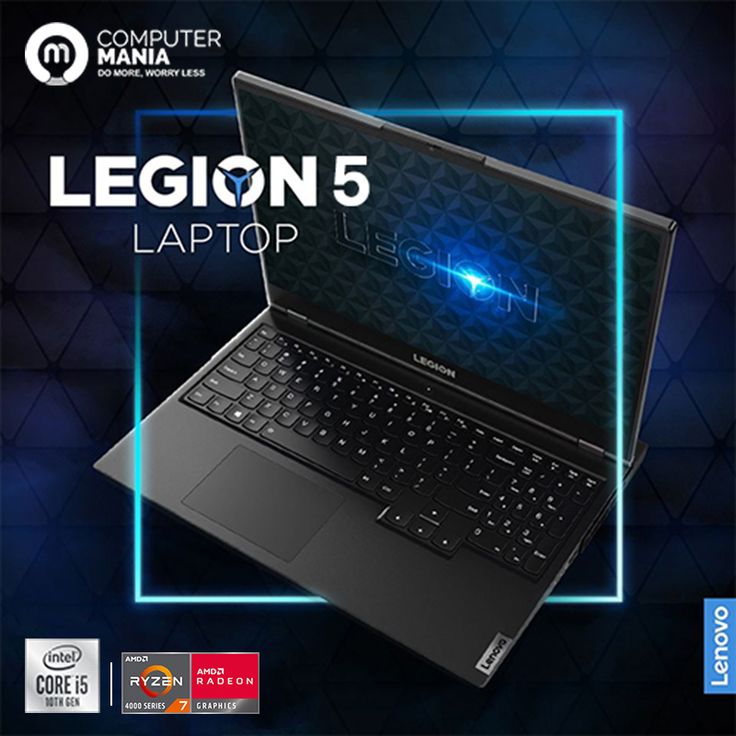 COMPUTER
MANIA
DO MORE, WORRY LESS
LEGION 5
LAPTOP
LEGION
LEGION
Lenovo
Lenovo
intel
CORE i5
10TH GEN
AMD
RYZEN
4000 SERIES 7
AMD
RADEON
GRAPHICS